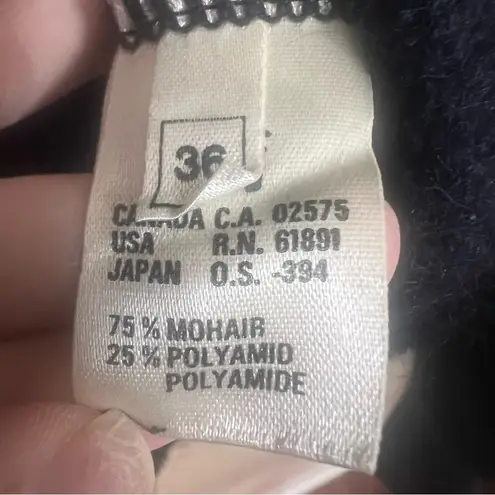 36
CANADA C.A. 02575
USA R.N. 61891
JAPAN O.S. -394
75 % MOHAIR
25 % POLYAMID
POLYAMIDE